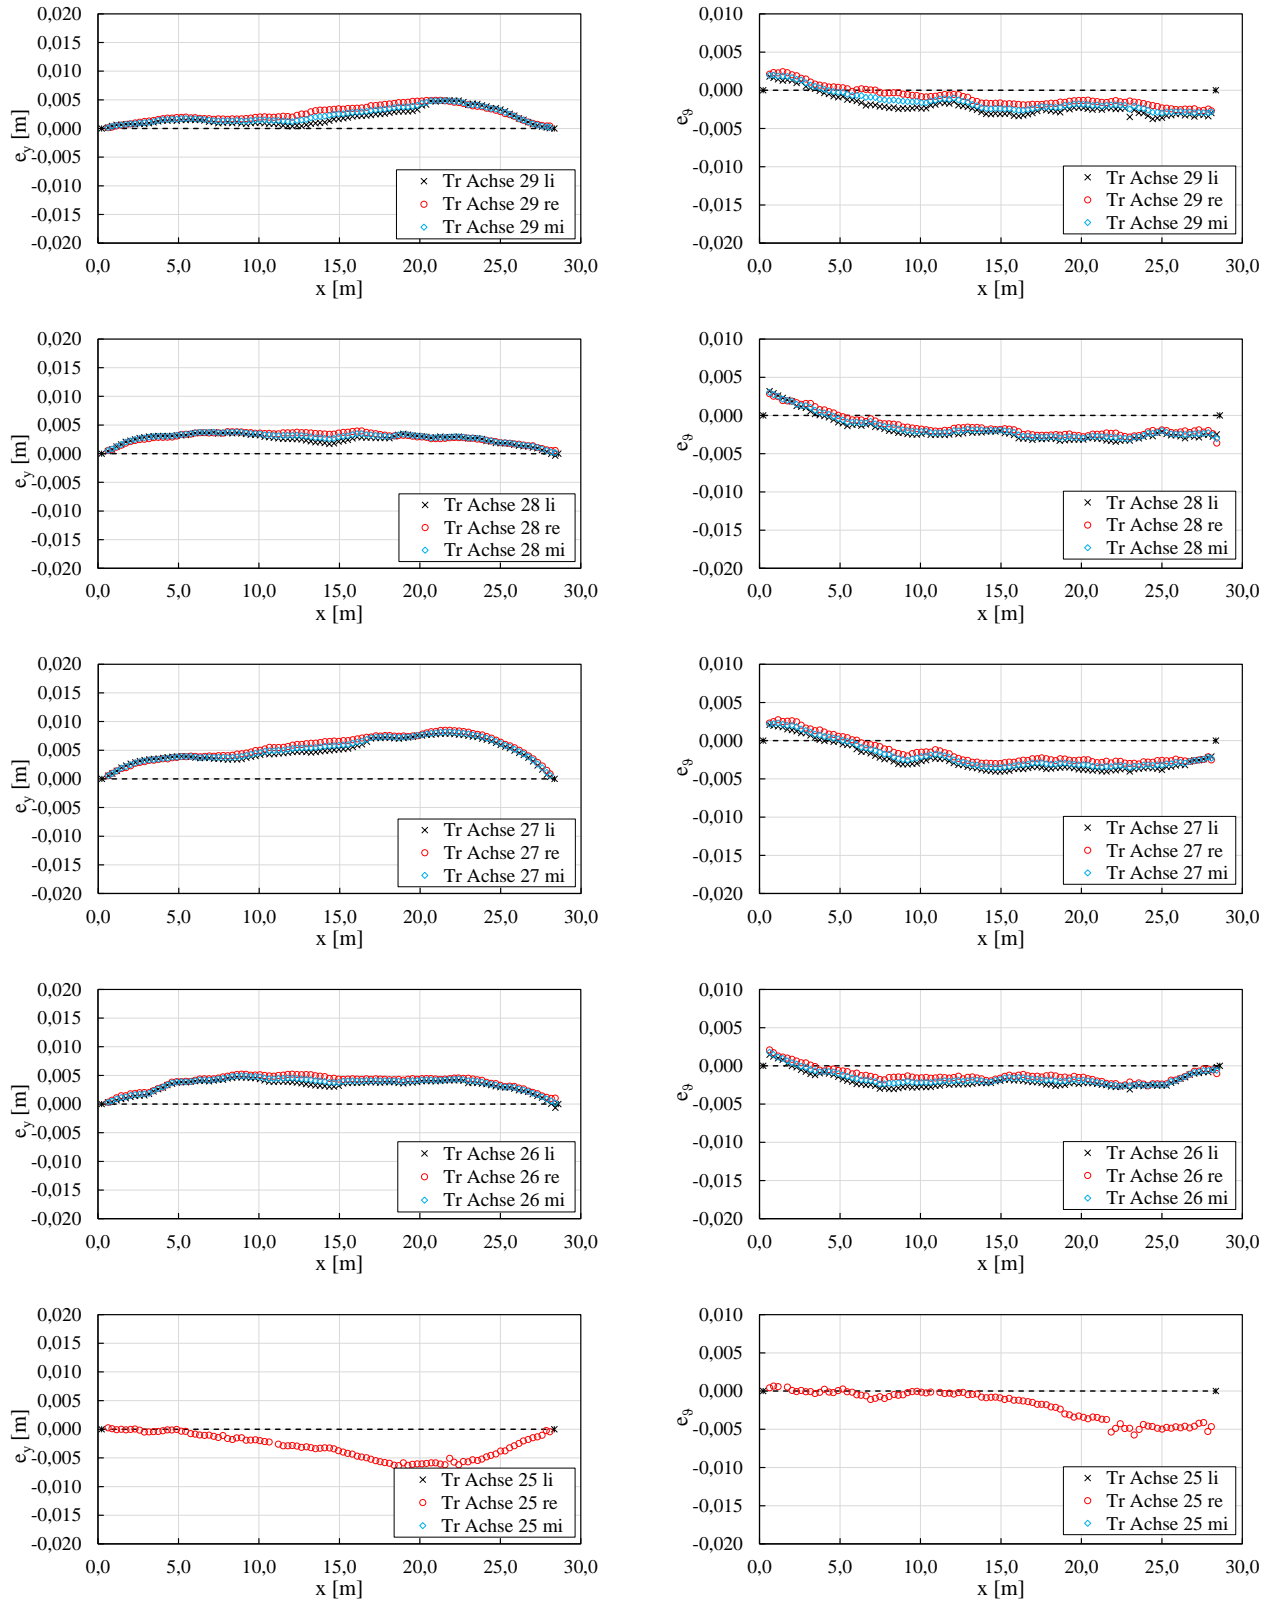 0,020
0,015
0,010
0,005
0,000
-0,005
-0,010
-0,015
-0,020
e_y [m]
0,0 5,0 10,0 15,0 20,0 25,0 30,0
x [m]
Tr Achse 29 li
Tr Achse 29 re
Tr Achse 29 mi
0,010
0,005
0,000
-0,005
-0,010
-0,015
-0,020
e_ϑ
0,0 5,0 10,0 15,0 20,0 25,0 30,0
x [m]
Tr Achse 29 li
Tr Achse 29 re
Tr Achse 29 mi
0,020
0,015
0,010
0,005
0,000
-0,005
-0,010
-0,015
-0,020
e_y [m]
0,0 5,0 10,0 15,0 20,0 25,0 30,0
x [m]
Tr Achse 28 li
Tr Achse 28 re
Tr Achse 28 mi
0,010
0,005
0,000
-0,005
-0,010
-0,015
-0,020
e_ϑ
0,0 5,0 10,0 15,0 20,0 25,0 30,0
x [m]
Tr Achse 28 li
Tr Achse 28 re
Tr Achse 28 mi
0,020
0,015
0,010
0,005
0,000
-0,005
-0,010
-0,015
-0,020
e_y [m]
0,0 5,0 10,0 15,0 20,0 25,0 30,0
x [m]
Tr Achse 27 li
Tr Achse 27 re
Tr Achse 27 mi
0,010
0,005
0,000
-0,005
-0,010
-0,015
-0,020
e_ϑ
0,0 5,0 10,0 15,0 20,0 25,0 30,0
x [m]
Tr Achse 27 li
Tr Achse 27 re
Tr Achse 27 mi
0,020
0,015
0,010
0,005
0,000
-0,005
-0,010
-0,015
-0,020
e_y [m]
0,0 5,0 10,0 15,0 20,0 25,0 30,0
x [m]
Tr Achse 26 li
Tr Achse 26 re
Tr Achse 26 mi
0,010
0,005
0,000
-0,005
-0,010
-0,015
-0,020
e_ϑ
0,0 5,0 10,0 15,0 20,0 25,0 30,0
x [m]
Tr Achse 26 li
Tr Achse 26 re
Tr Achse 26 mi
0,020
0,015
0,010
0,005
0,000
-0,005
-0,010
-0,015
-0,020
e_y [m]
0,0 5,0 10,0 15,0 20,0 25,0 30,0
x [m]
Tr Achse 25 li
Tr Achse 25 re
Tr Achse 25 mi
0,010
0,005
0,000
-0,005
-0,010
-0,015
-0,020
e_ϑ
0,0 5,0 10,0 15,0 20,0 25,0 30,0
x [m]
Tr Achse 25 li
Tr Achse 25 re
Tr Achse 25 mi